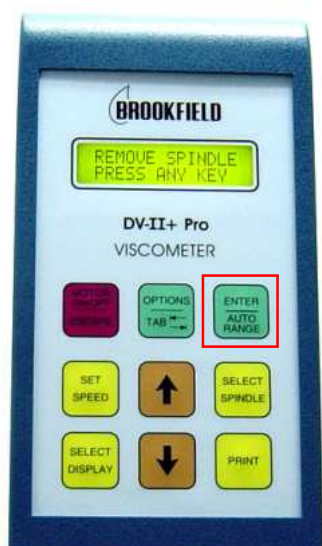 BROOKFIELD
REMOVE SPINDLE
PRESS ANY KEY
DV-II+ Pro
VISCOMETER
MOTOR
ON/OFF
ESCAPE
OPTIONS
TAB
ENTER
AUTO
RANGE
SET
SPEED
SELECT
SPINDLE
SELECT
DISPLAY
PRINT